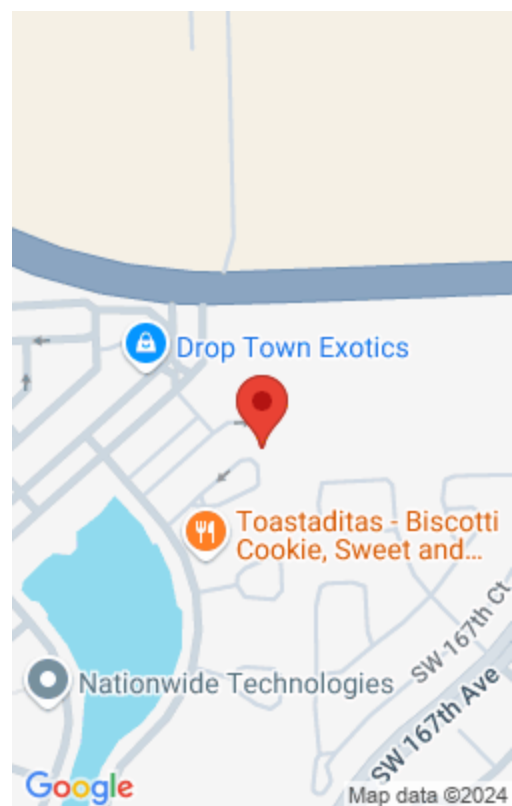 Drop Town Exotics
Toastaditas - Biscotti
Cookie, Sweet and...
SW 167th Ct
Nationwide Technologies
SW 167th Ave
Google
Map data ©2024